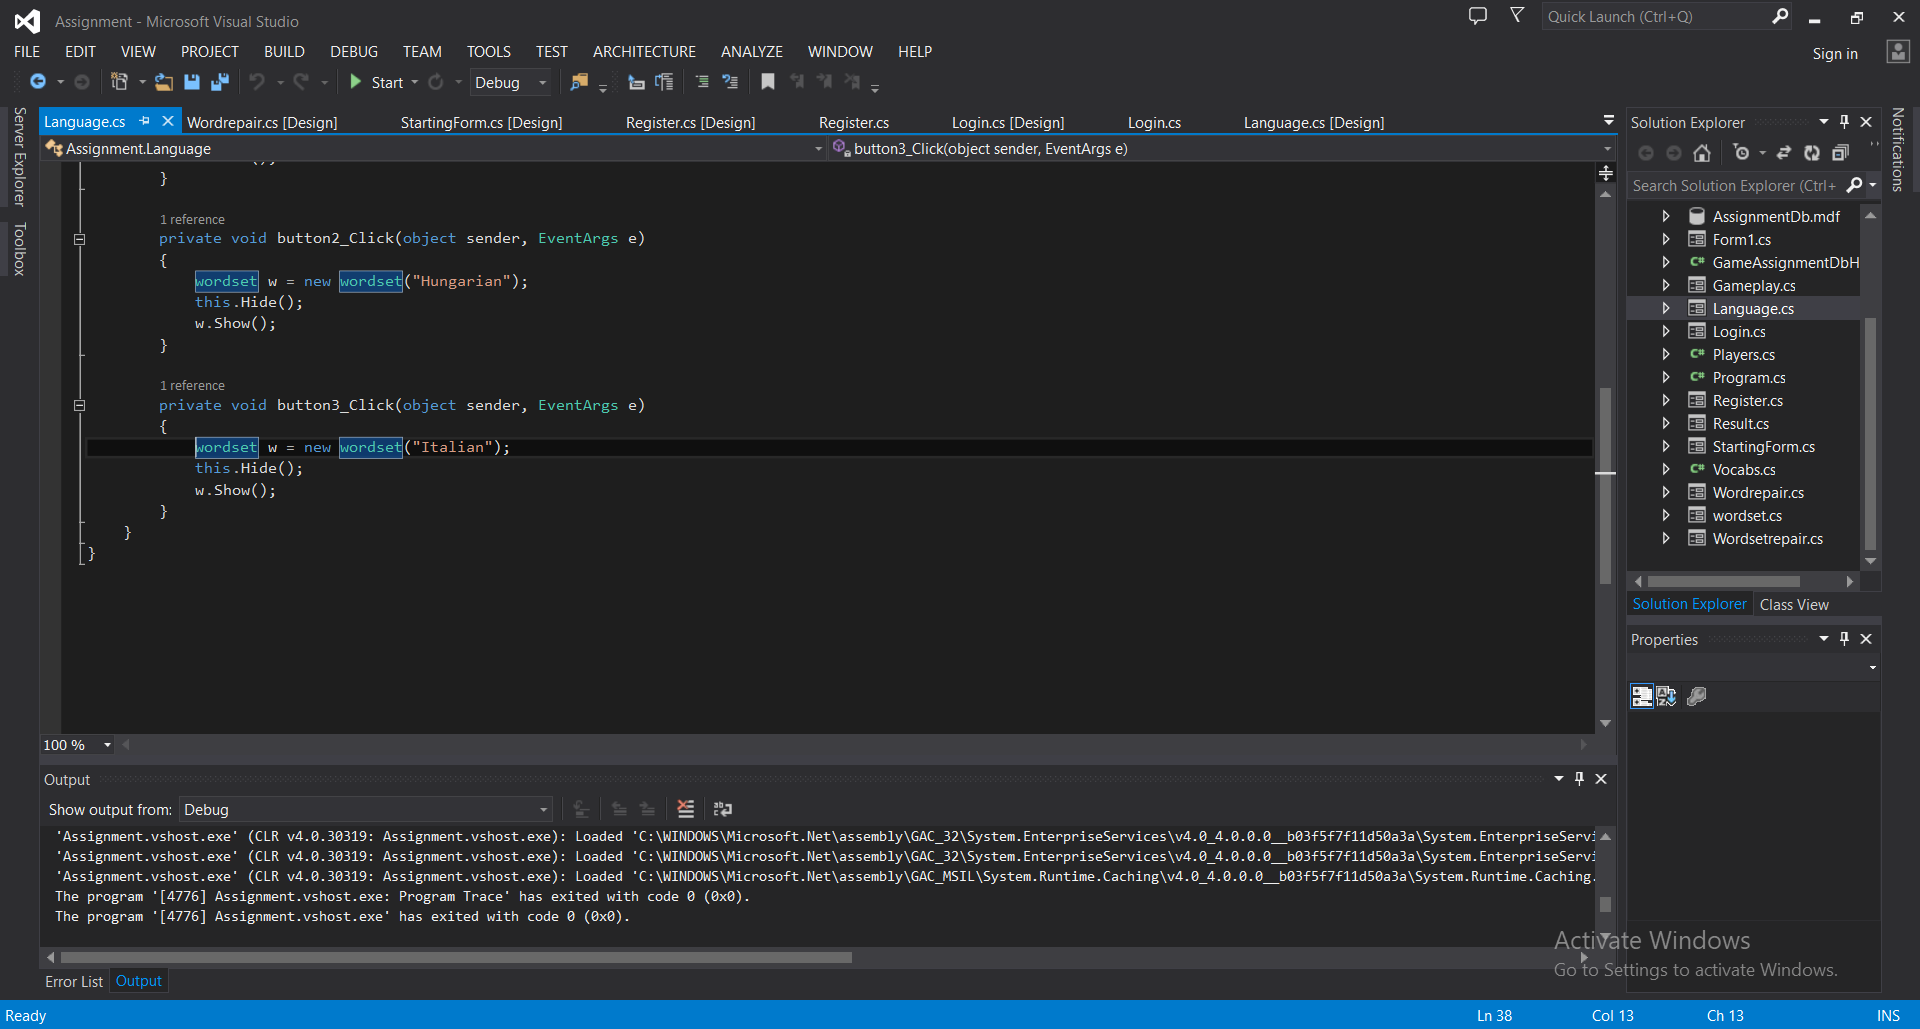 Assignment - Microsoft Visual Studio
Quick Launch (Ctrl+Q)
FILE EDIT VIEW PROJECT BUILD DEBUG TEAM TOOLS TEST ARCHITECTURE ANALYZE WINDOW HELP
Sign in
Start Debug
Server Explorer
Toolbox
Language.cs Wordrepair.cs [Design] StartingForm.cs [Design] Register.cs [Design] Register.cs Login.cs [Design] Login.cs Language.cs [Design]
Assignment.Language button3_Click(object sender, EventArgs e)
}
1 reference
private void button2_Click(object sender, EventArgs e)
{
wordset w = new wordset("Hungarian");
this.Hide();
w.Show();
}
1 reference
private void button3_Click(object sender, EventArgs e)
{
wordset w = new wordset("Italian");
this.Hide();
w.Show();
}
}
}
100 %
Output
Show output from: Debug
'Assignment.vshost.exe' (CLR v4.0.30319: Assignment.vshost.exe): Loaded 'C:\WINDOWS\Microsoft.Net\assembly\GAC_32\System.EnterpriseServices\v4.0_4.0.0.0__b03f5f7f11d50a3a\System.EnterpriseServi
'Assignment.vshost.exe' (CLR v4.0.30319: Assignment.vshost.exe): Loaded 'C:\WINDOWS\Microsoft.Net\assembly\GAC_32\System.EnterpriseServices\v4.0_4.0.0.0__b03f5f7f11d50a3a\System.EnterpriseServi
'Assignment.vshost.exe' (CLR v4.0.30319: Assignment.vshost.exe): Loaded 'C:\WINDOWS\Microsoft.Net\assembly\GAC_MSIL\System.Runtime.Caching\v4.0_4.0.0.0__b03f5f7f11d50a3a\System.Runtime.Caching.
The program '[4776] Assignment.vshost.exe: Program Trace' has exited with code 0 (0x0).
The program '[4776] Assignment.vshost.exe' has exited with code 0 (0x0).
Error List Output
Solution Explorer
Search Solution Explorer (Ctrl+
AssignmentDb.mdf
Form1.cs
GameAssignmentDbH
Gameplay.cs
Language.cs
Login.cs
Players.cs
Program.cs
Register.cs
Result.cs
StartingForm.cs
Vocabs.cs
Wordrepair.cs
wordset.cs
Wordsetrepair.cs
Solution Explorer Class View
Properties
Notifications
Activate Windows
Go to Settings to activate Windows.
Ready Ln 38 Col 13 Ch 13 INS